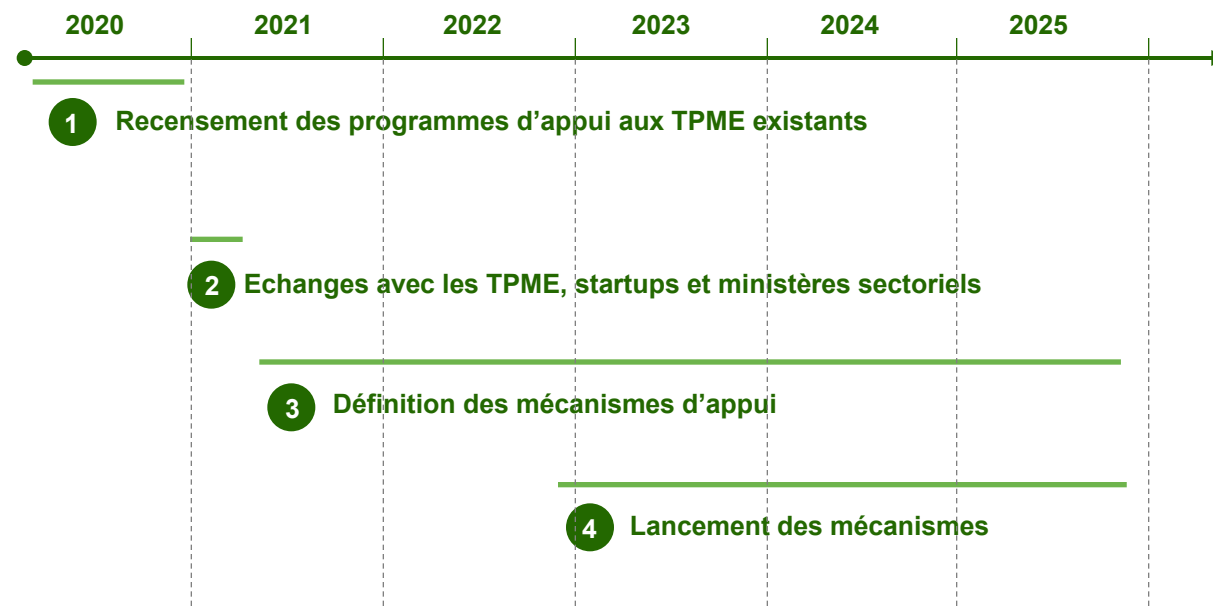 2020 2021 2022 2023 2024 2025
1 Recensement des programmes d’appui aux TPME existants
2 Echanges avec les TPME, startups et ministères sectoriels
3 Définition des mécanismes d’appui
4 Lancement des mécanismes